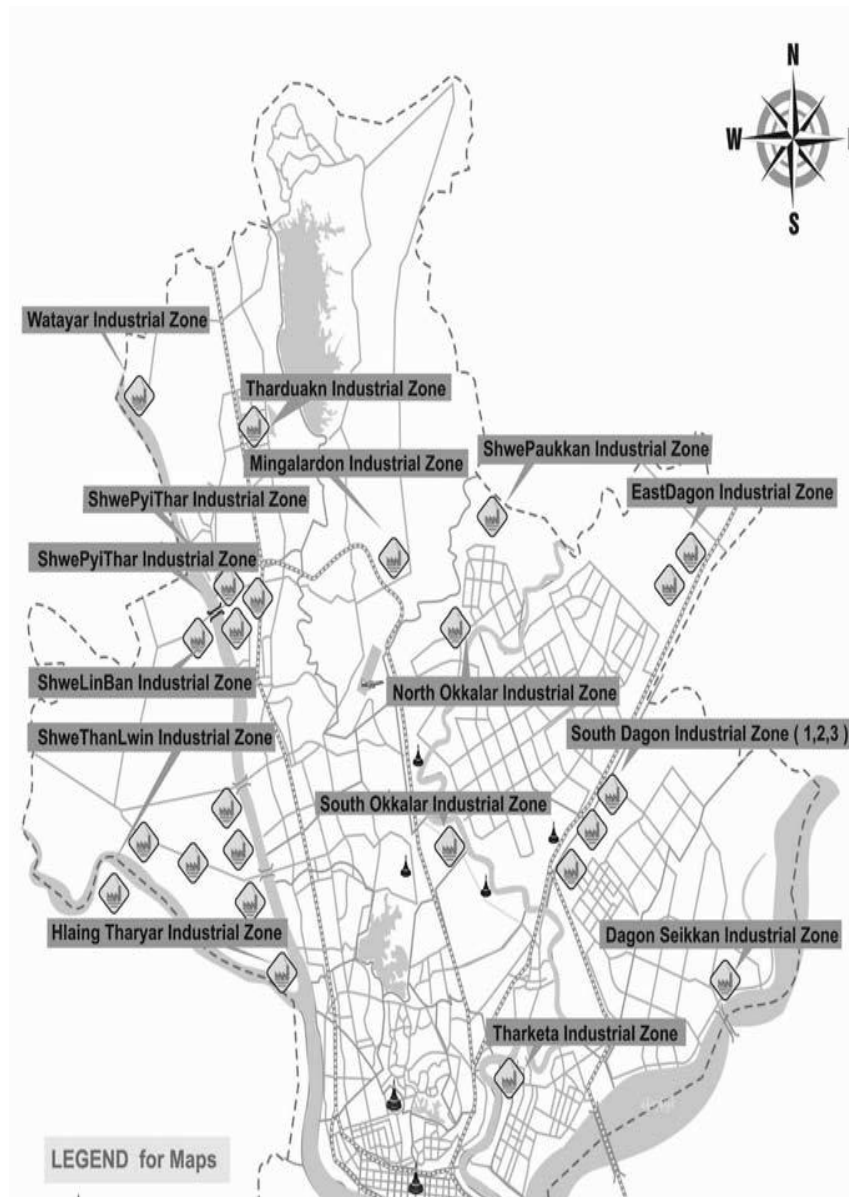 N
W
S
Watayar Industrial Zone
Tharduakn Industrial Zone
ShwePaukkan Industrial Zone
Mingalardon Industrial Zone
EastDagon Industrial Zone
ShwePyiThar Industrial Zone
ShwePyiThar Industrial Zone
ShweLinBan Industrial Zone
North Okkalar Industrial Zone
ShweThanLwin Industrial Zone
South Dagon Industrial Zone ( 1,2,3 )
South Okkalar Industrial Zone
Hlaing Tharyar Industrial Zone
Dagon Seikkan Industrial Zone
Tharketa Industrial Zone
LEGEND for Maps